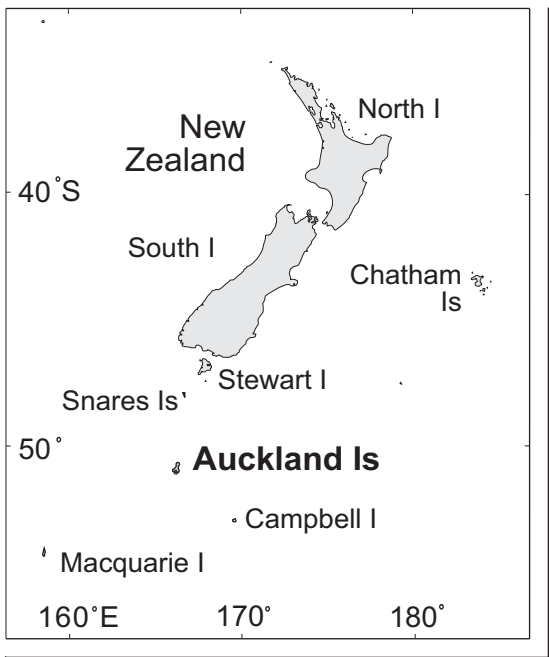 North I
New
Zealand
40°S
South I
Chatham
Is
Stewart I
Snares Is
50°
Auckland Is
Campbell I
Macquarie I
160°E 170° 180°